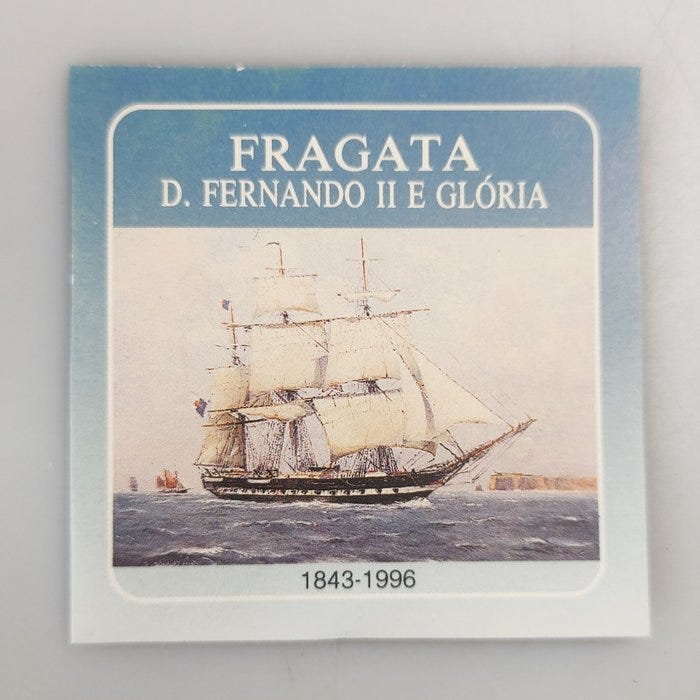 FRAGATA
D. FERNANDO II E GLÓRIA
1843-1996